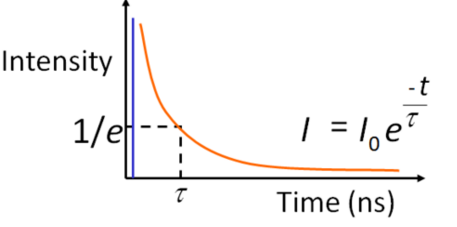 Intensity
1/e
I = I₀e^(-t/τ)
τ
Time (ns)